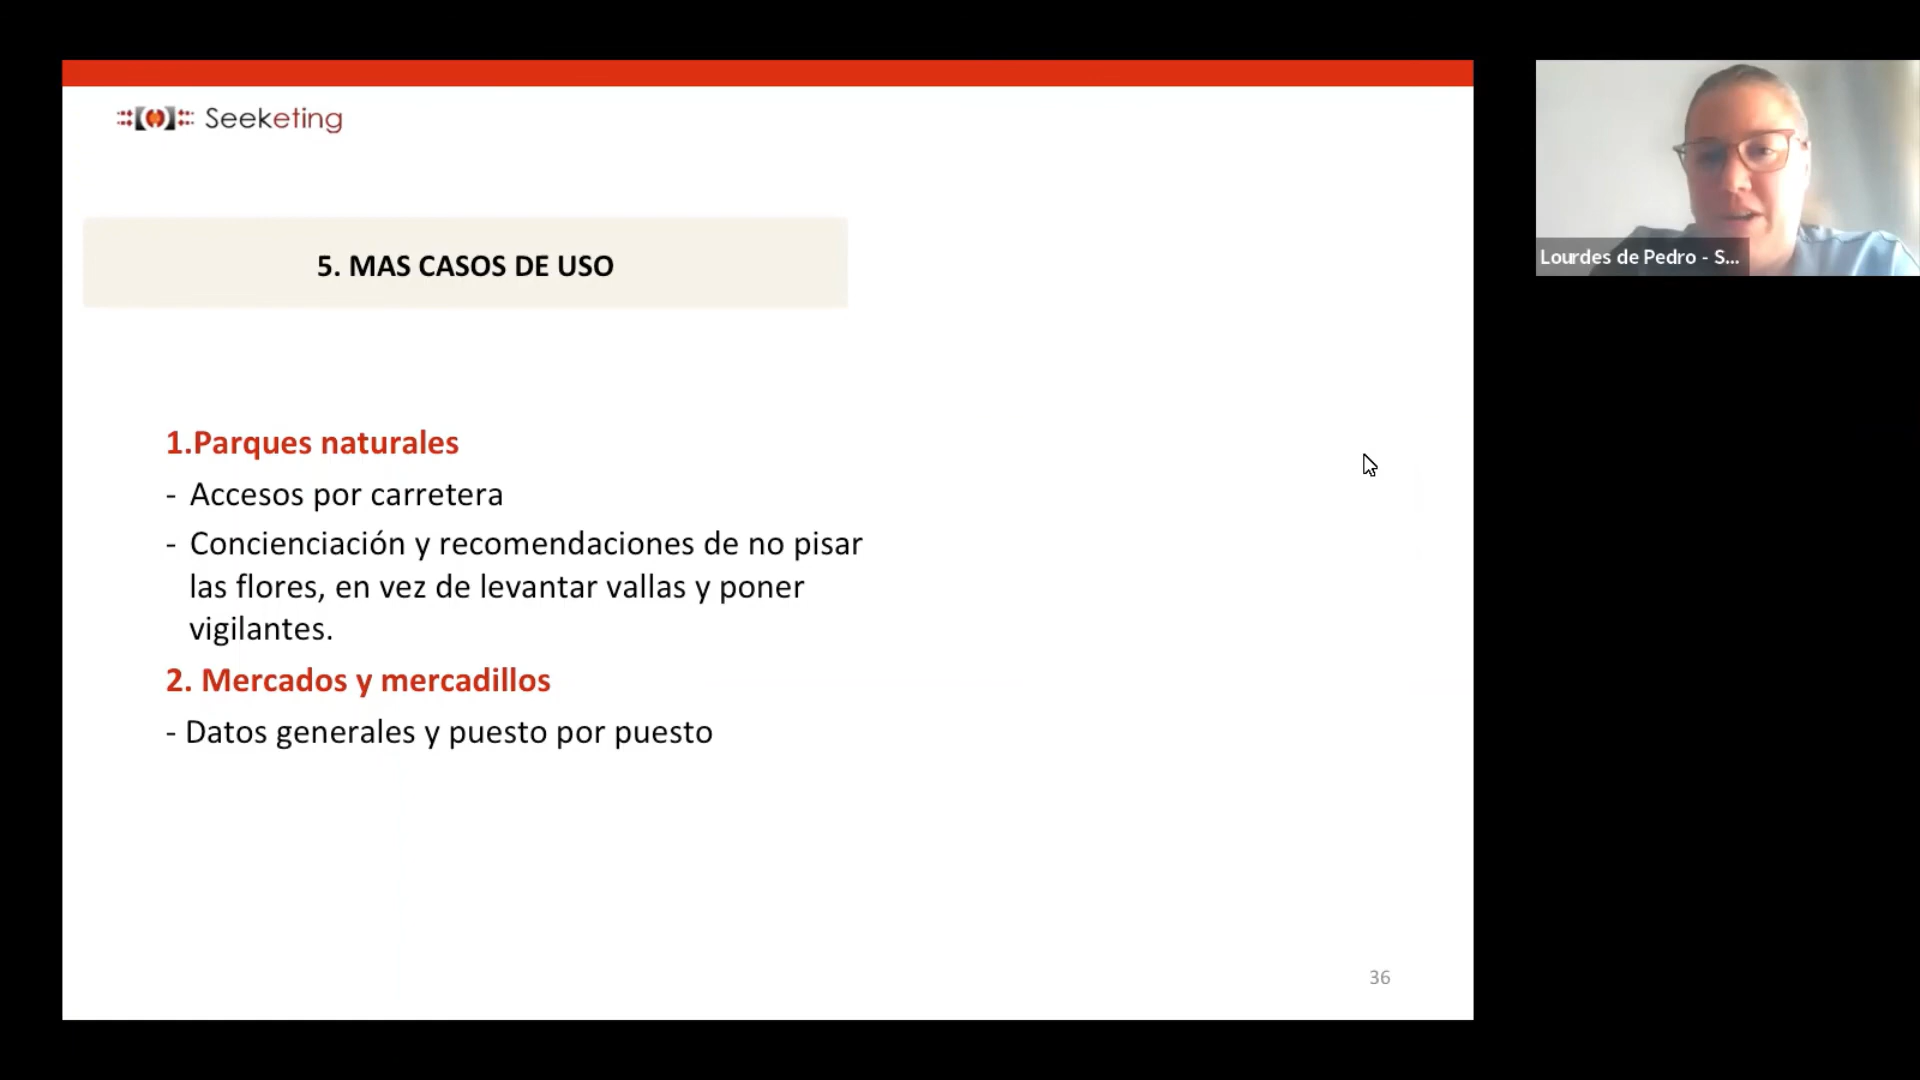 Seeketing
5. MAS CASOS DE USO
1.Parques naturales
- Accesos por carretera
- Concienciación y recomendaciones de no pisar
las flores, en vez de levantar vallas y poner
vigilantes.
2. Mercados y mercadillos
- Datos generales y puesto por puesto
36
Lourdes de Pedro - S...